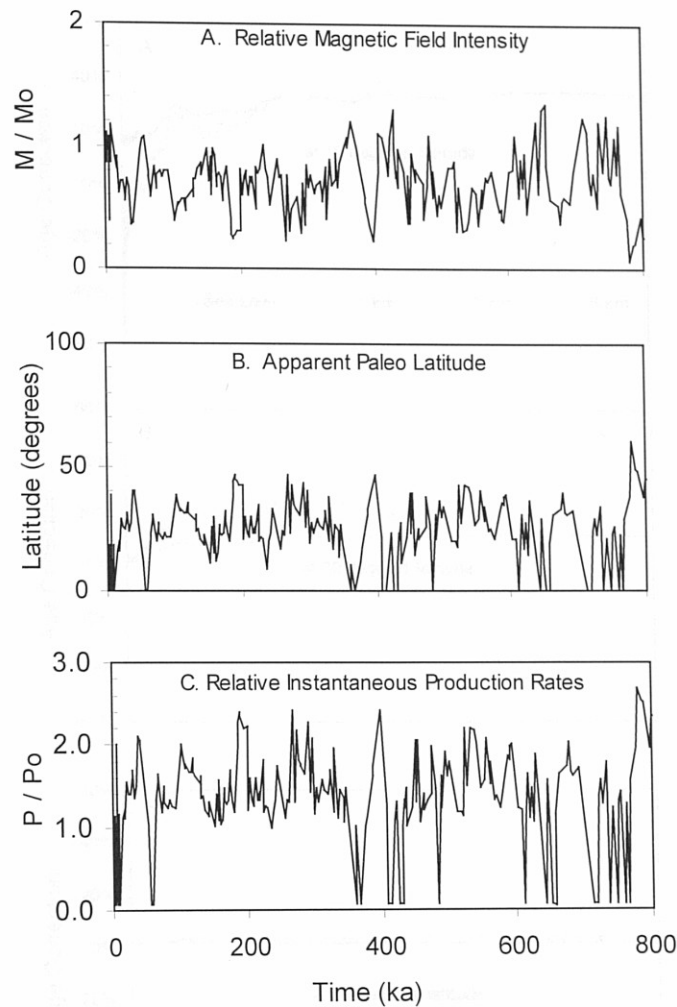 A. Relative Magnetic Field Intensity
M / Mo
2
1
0
B. Apparent Paleo Latitude
Latitude (degrees)
100
50
0
C. Relative Instantaneous Production Rates
P / Po
3.0
2.0
1.0
0.0
0 200 400 600 800
Time (ka)